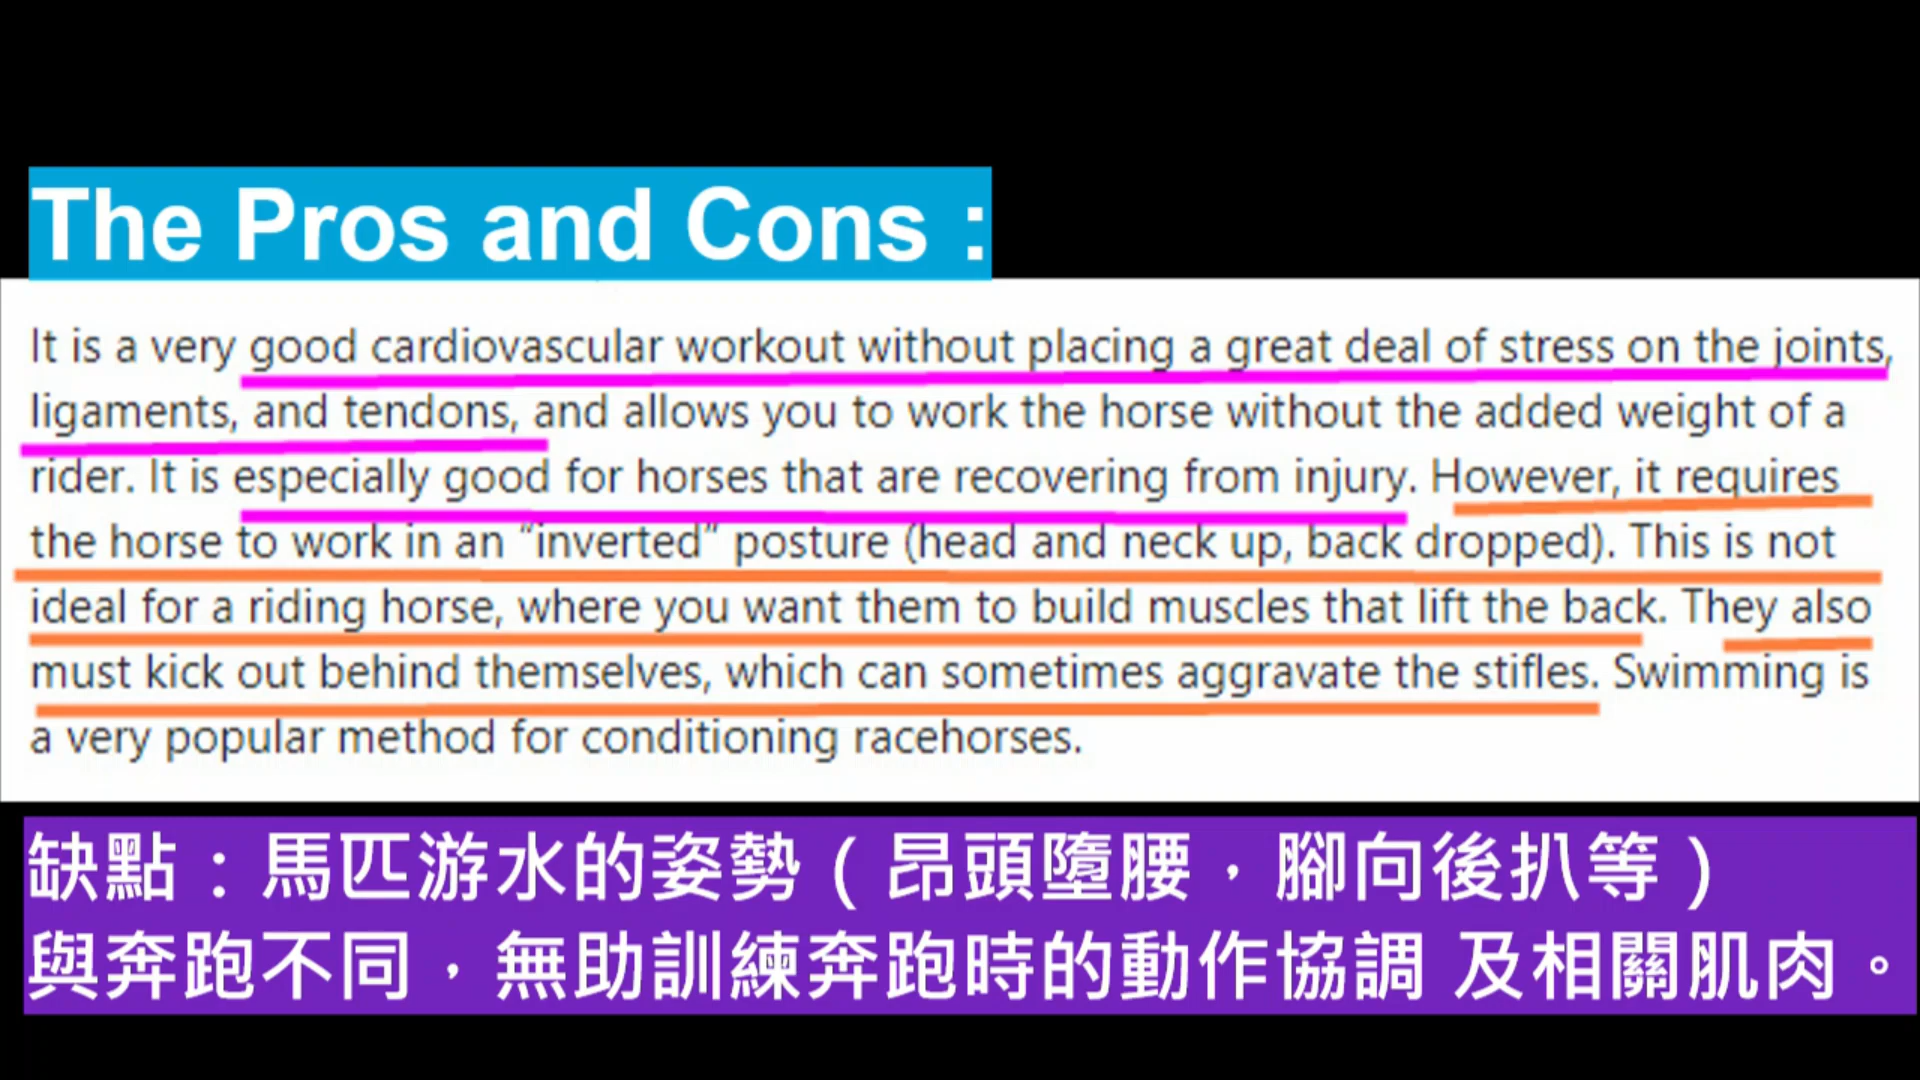 The Pros and Cons :
It is a very good cardiovascular workout without placing a great deal of stress on the joints,
ligaments, and tendons, and allows you to work the horse without the added weight of a
rider. It is especially good for horses that are recovering from injury. However, it requires
the horse to work in an “inverted” posture (head and neck up, back dropped). This is not
ideal for a riding horse, where you want them to build muscles that lift the back. They also
must kick out behind themselves, which can sometimes aggravate the stifles. Swimming is
a very popular method for conditioning racehorses.
缺點：馬匹游水的姿勢（昂頭墮腰，腳向後扒等）
與奔跑不同，無助訓練奔跑時的動作協調 及相關肌肉。